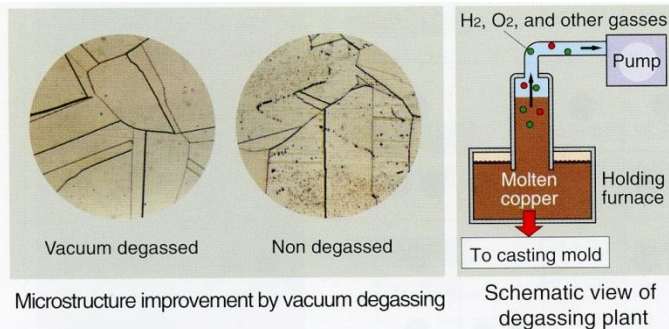 Vacuum degassed
Non degassed
Microstructure improvement by vacuum degassing
H2, O2, and other gasses
Pump
Molten
copper
Holding
furnace
To casting mold
Schematic view of
degassing plant